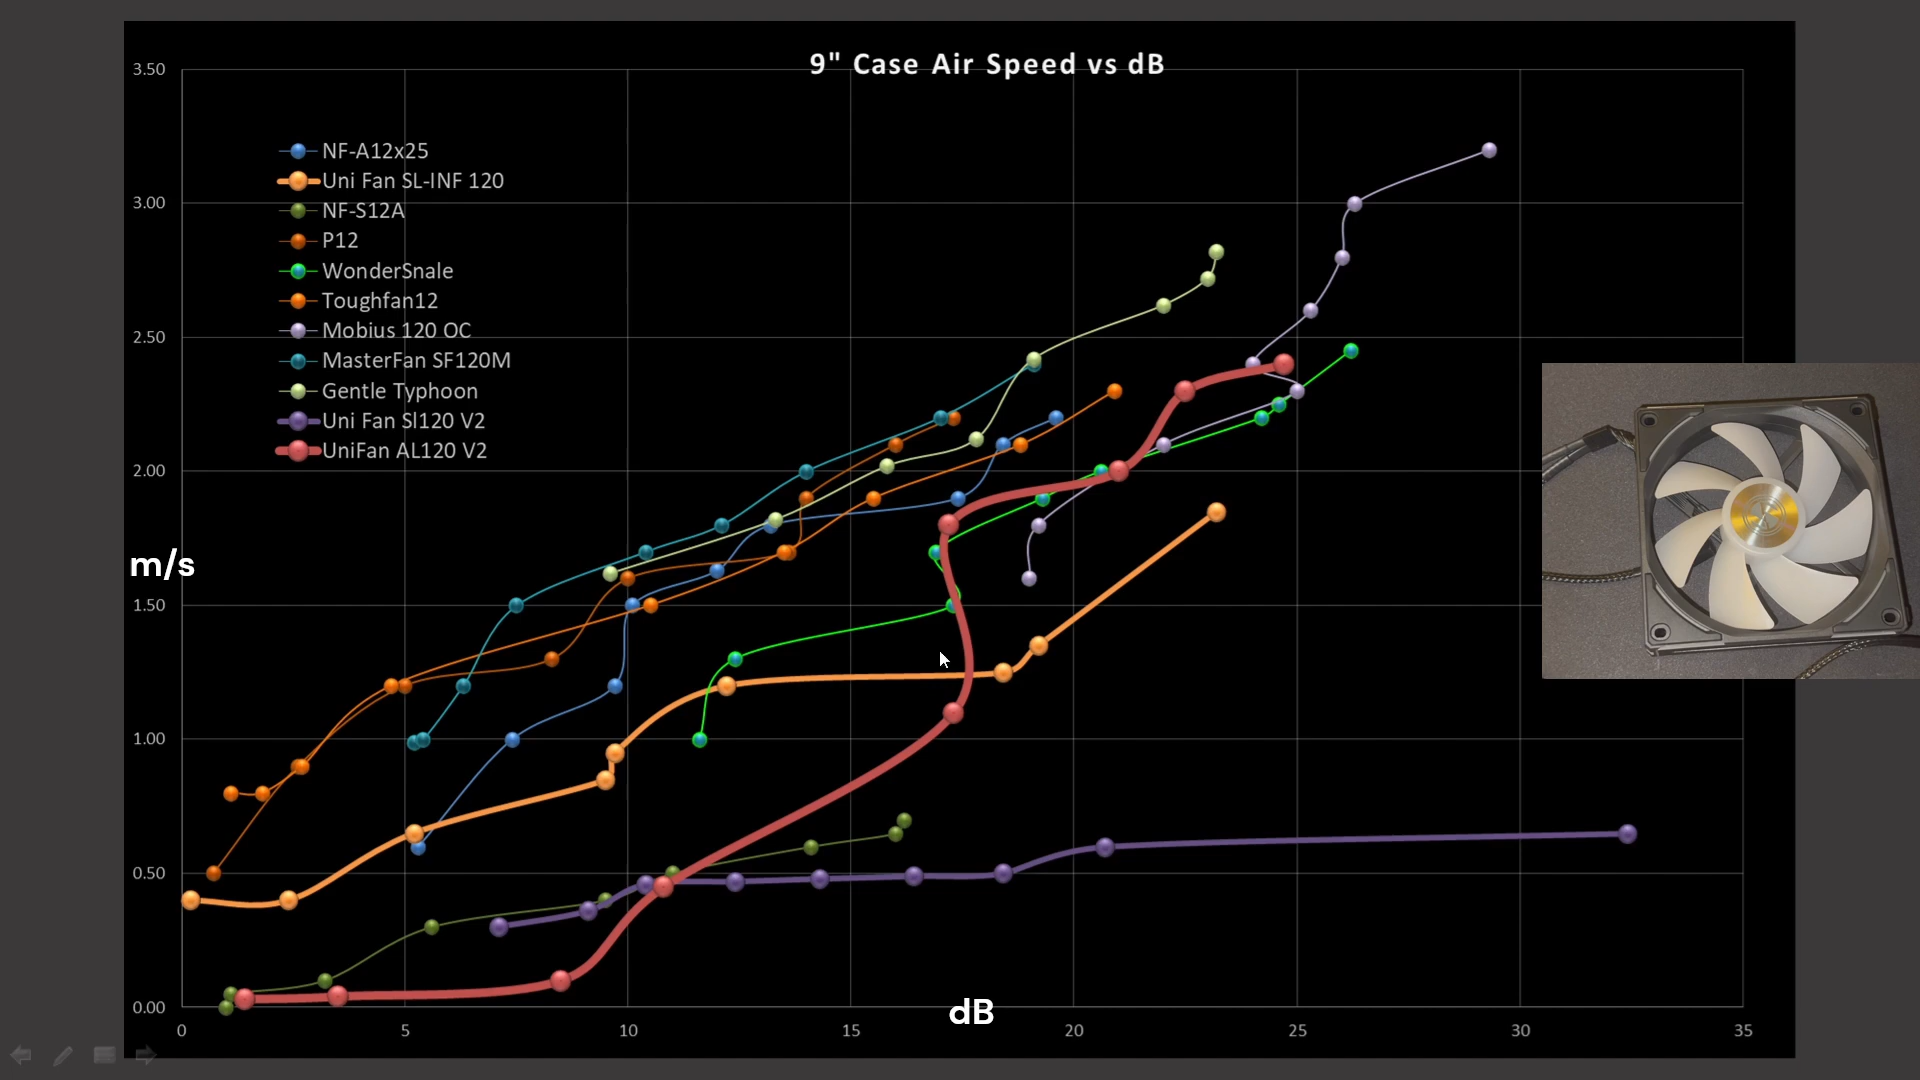 9" Case Air Speed vs dB
3.50
3.00
2.50
2.00
1.50
1.00
0.50
0.00
m/s
NF-A12x25
Uni Fan SL-INF 120
NF-S12A
P12
WonderSnale
Toughfan12
Mobius 120 OC
MasterFan SF120M
Gentle Typhoon
Uni Fan Sl120 V2
UniFan AL120 V2
dB
0 5 10 15 20 25 30 35